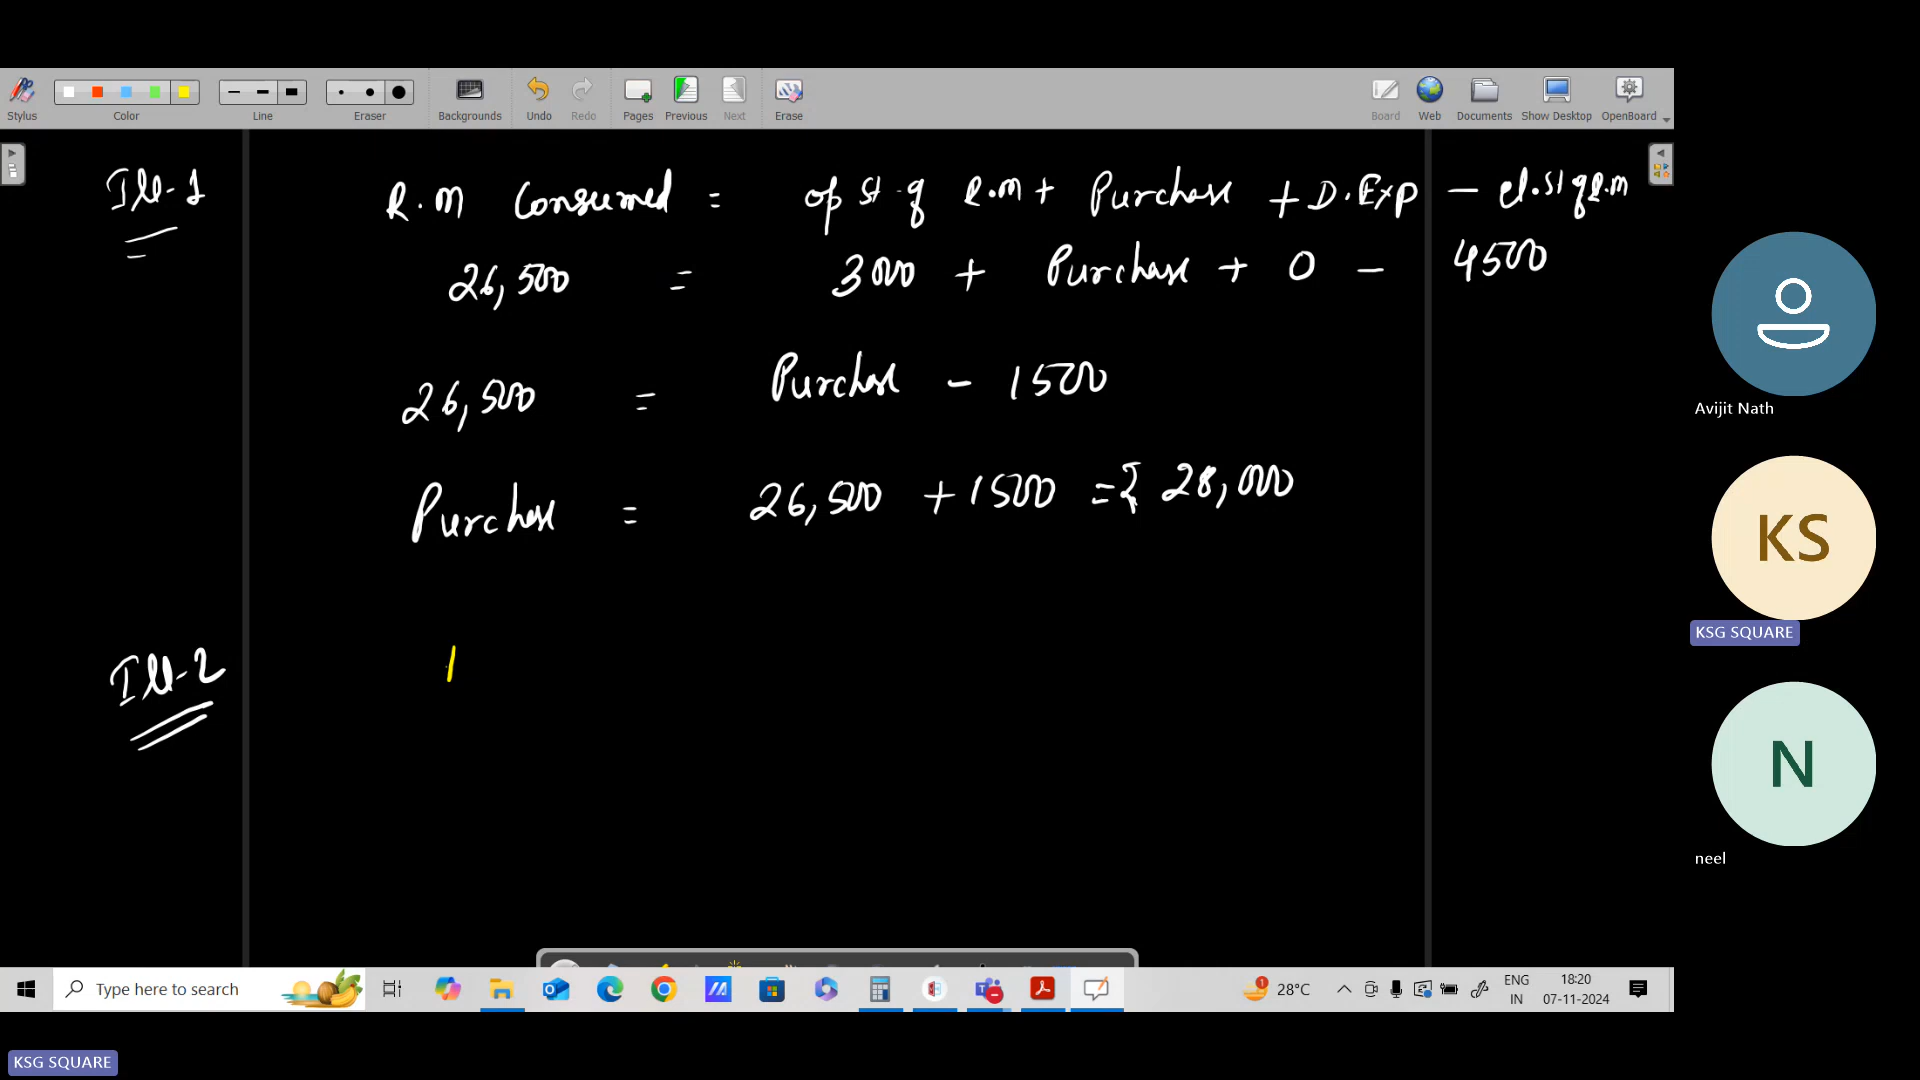 Stylus Color Line Eraser Backgrounds Undo Redo Pages Previous Next Erase Board Web Documents Show Desktop OpenBoard
Ill-1
R.M Consumed = op st. of R.m + Purchase + D.Exp - cl.st of R.m
26,500 = 3000 + Purchase + 0 - 4500
26,500 = Purchase - 1500
Purchase = 26,500 + 1500 = ₹ 28,000
Ill-2
Avijit Nath
KS
KSG SQUARE
N
neel
Type here to search
28°C
ENG
IN
18:20
07-11-2024
KSG SQUARE